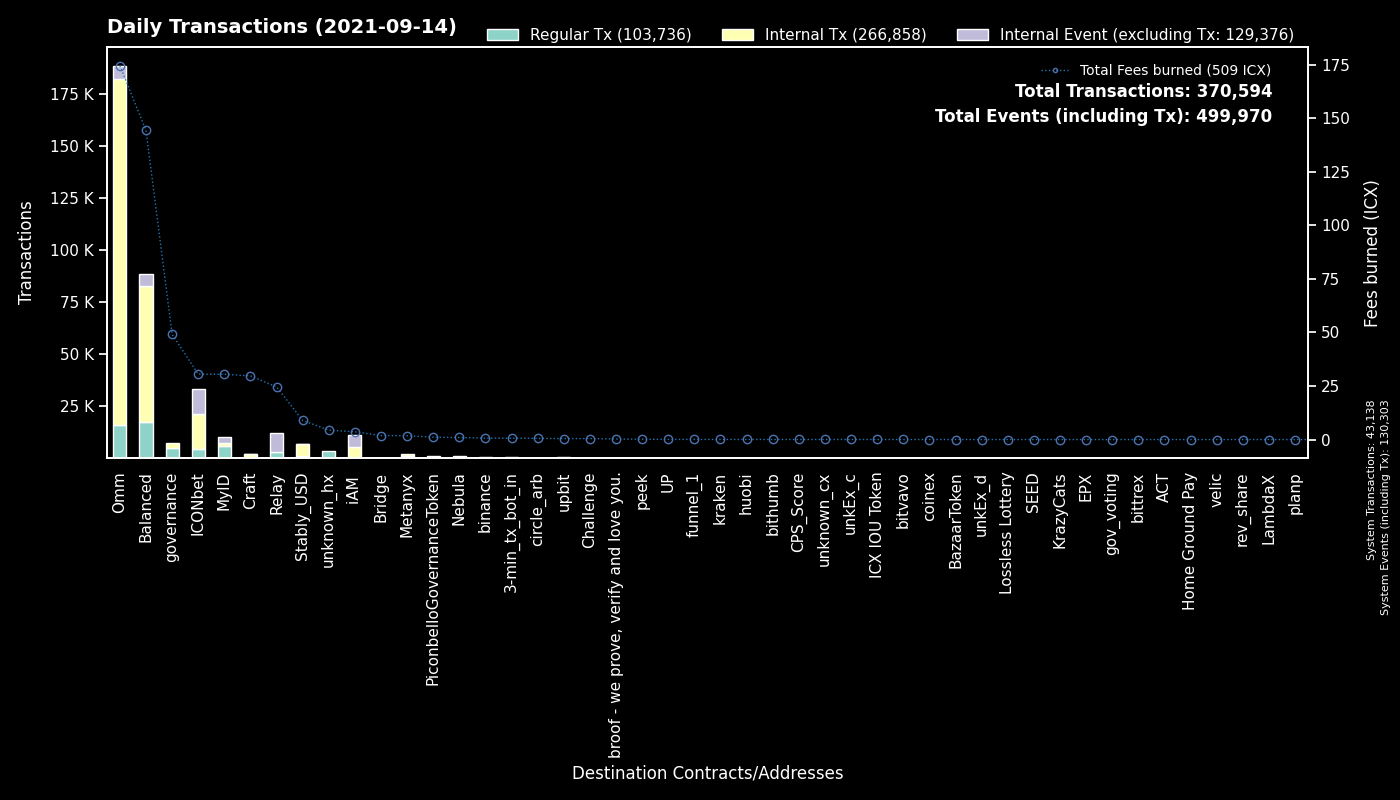 Daily Transactions (2021-09-14)
Regular Tx (103,736)
Internal Tx (266,858)
Internal Event (excluding Tx: 129,376)
Total Fees burned (509 ICX)
Total Transactions: 370,594
Total Events (including Tx): 499,970
Transactions
175 K
150 K
125 K
100 K
75 K
50 K
25 K
175
150
125
100
75
50
25
0
Fees burned (ICX)
System Transactions: 43,138
System Events (including Tx): 130,303
Omm
Balanced
governance
ICONbet
MyID
Craft
Relay
Stably_USD
unknown_hx
iAM
Bridge
Metanyx
PiconbelloGovernanceToken
Nebula
binance
3-min_tx_bot_in
circle_arb
upbit
Challenge
broof - we prove, verify and love you.
peek
UP
funnel_1
kraken
huobi
bithumb
CPS_Score
unknown_cx
unkEx_c
ICX IOU Token
bitvavo
coinex
BazaarToken
unkEx_d
Lossless Lottery
SEED
KrazyCats
EPX
gov_voting
bittrex
ACT
Home Ground Pay
velic
rev_share
LambdaX
planp
Destination Contracts/Addresses